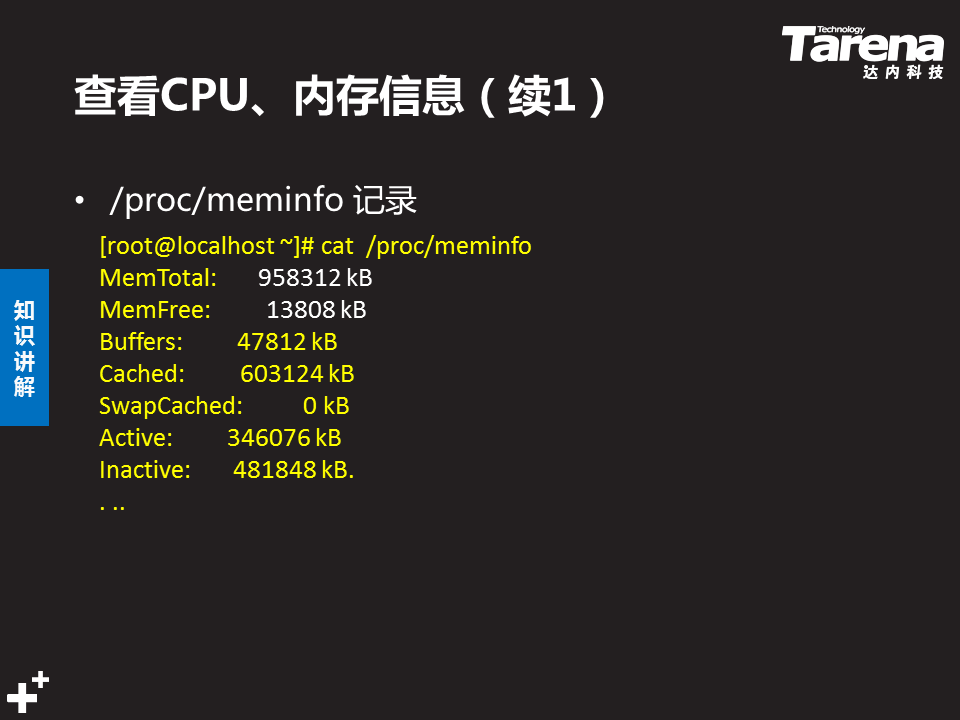 Technology
Tarena
达内科技
查看CPU、内存信息（续1）
• /proc/meminfo 记录
[root@localhost ~]# cat /proc/meminfo
MemTotal: 958312 kB
MemFree: 13808 kB
Buffers: 47812 kB
Cached: 603124 kB
SwapCached: 0 kB
Active: 346076 kB
Inactive: 481848 kB.
. ..
知识讲解